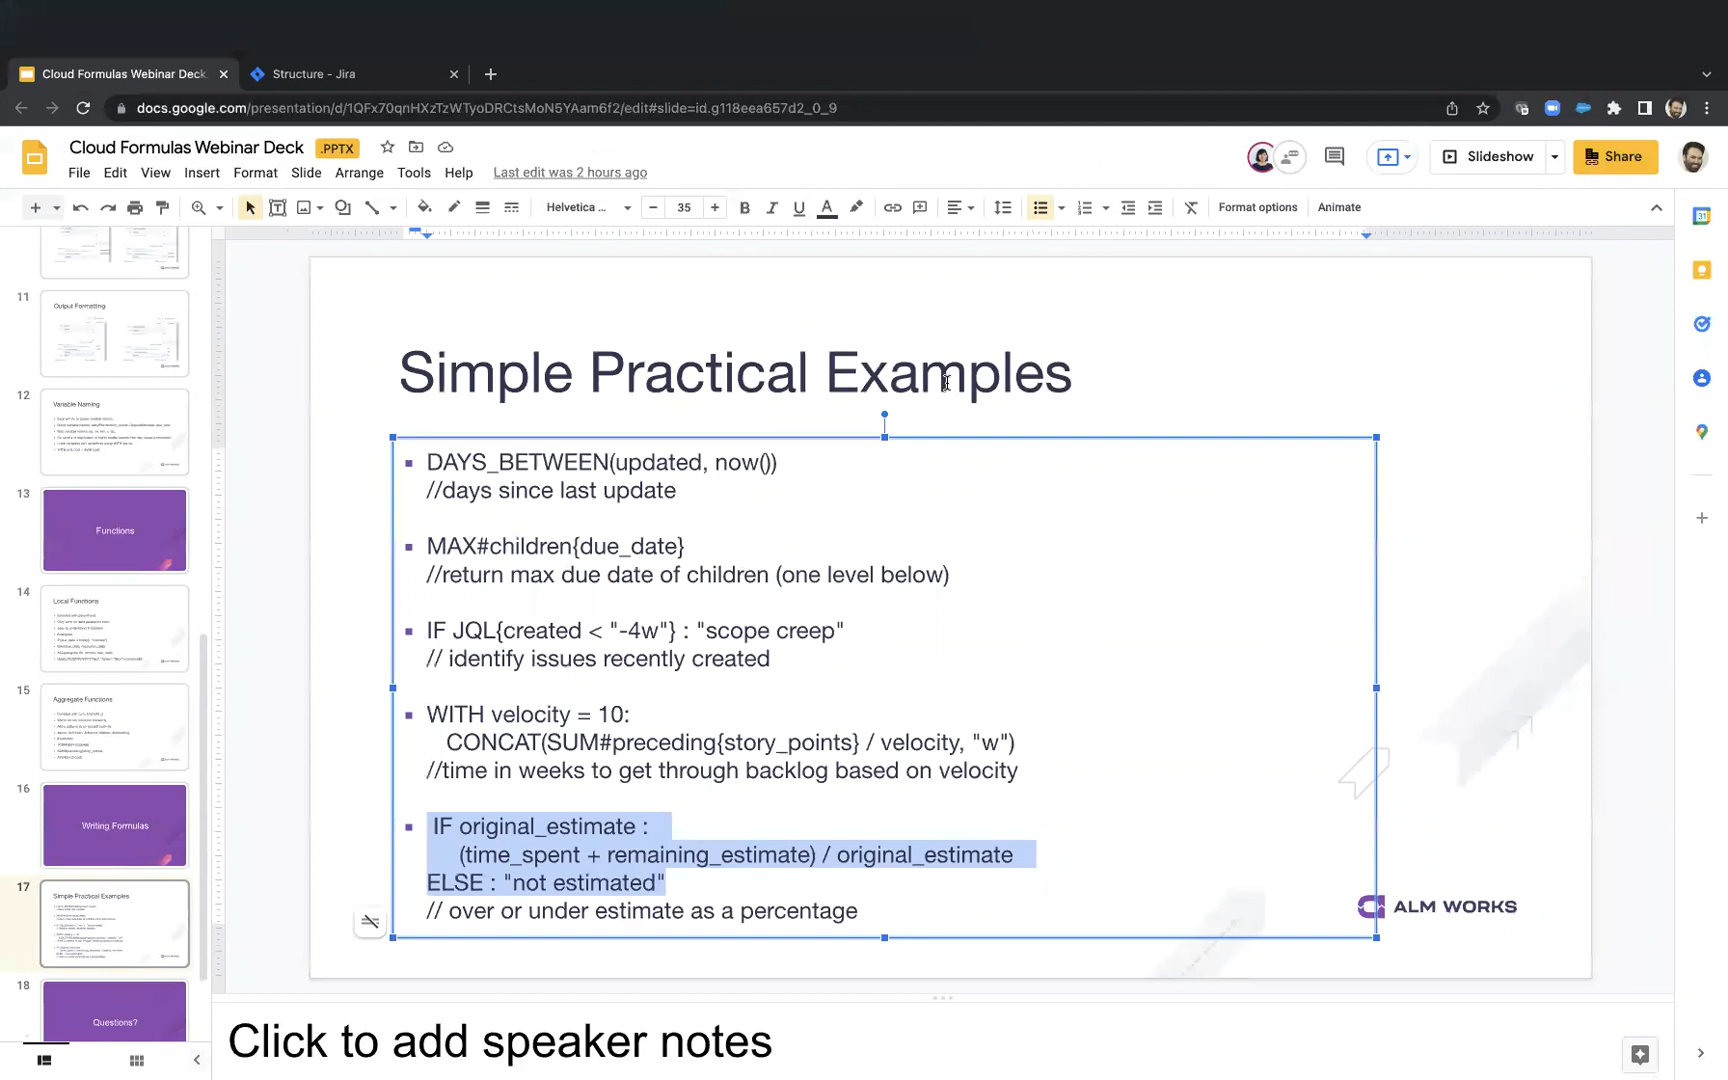 Cloud Formulas Webinar Deck
Structure - Jira
docs.google.com/presentation/d/1QFx70qnHXzTzWTyoDRCtsMoN5YAam6f2/edit#slide=id.g118eea657d2_0_9
Cloud Formulas Webinar Deck .PPTX
File Edit View Insert Format Slide Arrange Tools Help Last edit was 2 hours ago
Slideshow
Share
Helvetica ... 35
Format options Animate
11
Output Formatting
12
Variable Naming
13
Functions
14
Local Functions
15
Aggregate Functions
16
Writing Formulas
17
Simple Practical Examples
18
Questions?
Simple Practical Examples
▪ DAYS_BETWEEN(updated, now())
//days since last update
▪ MAX#children{due_date}
//return max due date of children (one level below)
▪ IF JQL{created < "-4w"} : "scope creep"
// identify issues recently created
▪ WITH velocity = 10:
CONCAT(SUM#preceding{story_points} / velocity, "w")
//time in weeks to get through backlog based on velocity
▪ IF original_estimate :
(time_spent + remaining_estimate) / original_estimate
ELSE : "not estimated"
// over or under estimate as a percentage
ALM WORKS
Click to add speaker notes
31